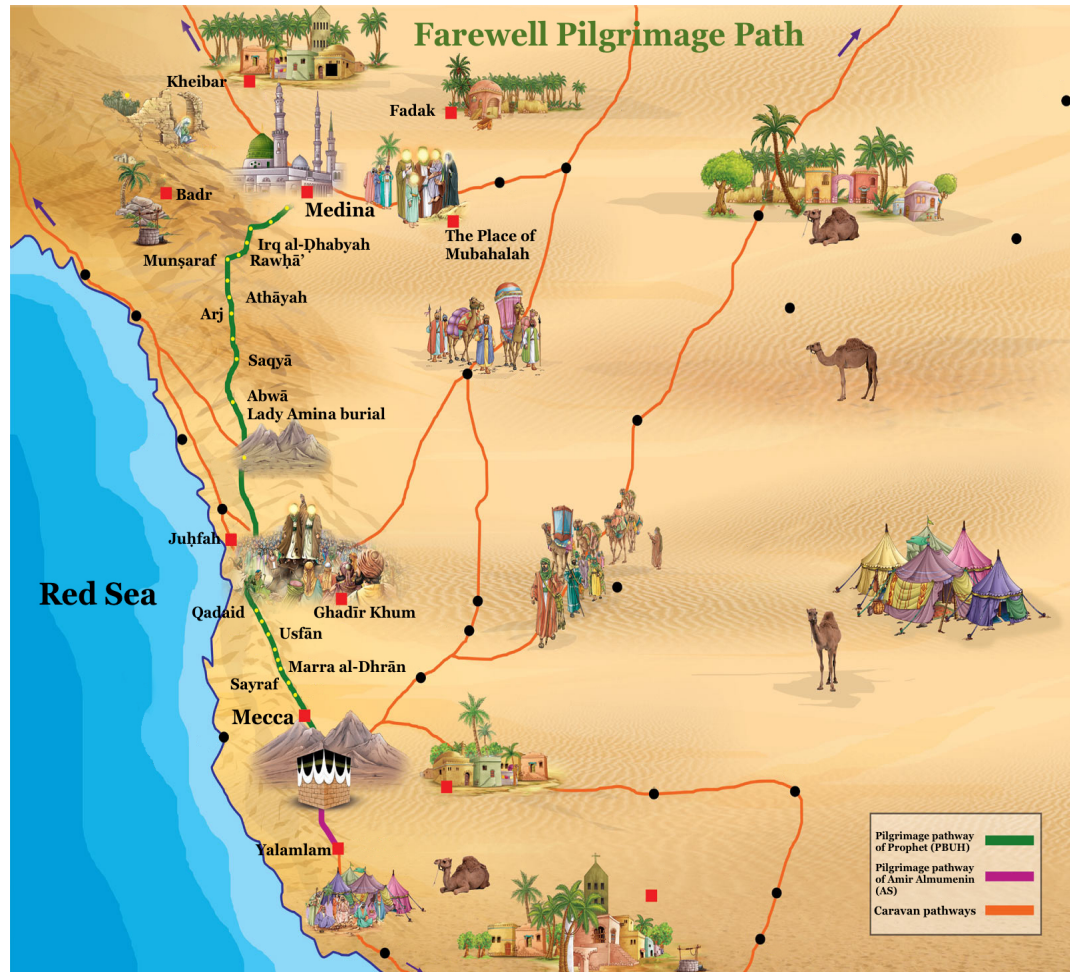 Farewell Pilgrimage Path
Kheibar
Fadak
Badr
Medina
The Place of
Mubahalah
Irq al-Ḍhabyah
Munṣaraf
Rawḥā’
Athāyah
Arj
Saqyā
Abwā
Lady Amina burial
Juḥfah
Red Sea
Qadaid
Ghadīr Khum
Usfān
Marra al-Dhrān
Sayraf
Mecca
Yalamlam
Pilgrimage pathway
of Prophet (PBUH)
Pilgrimage pathway
of Amir Almumenin
(AS)
Caravan pathways